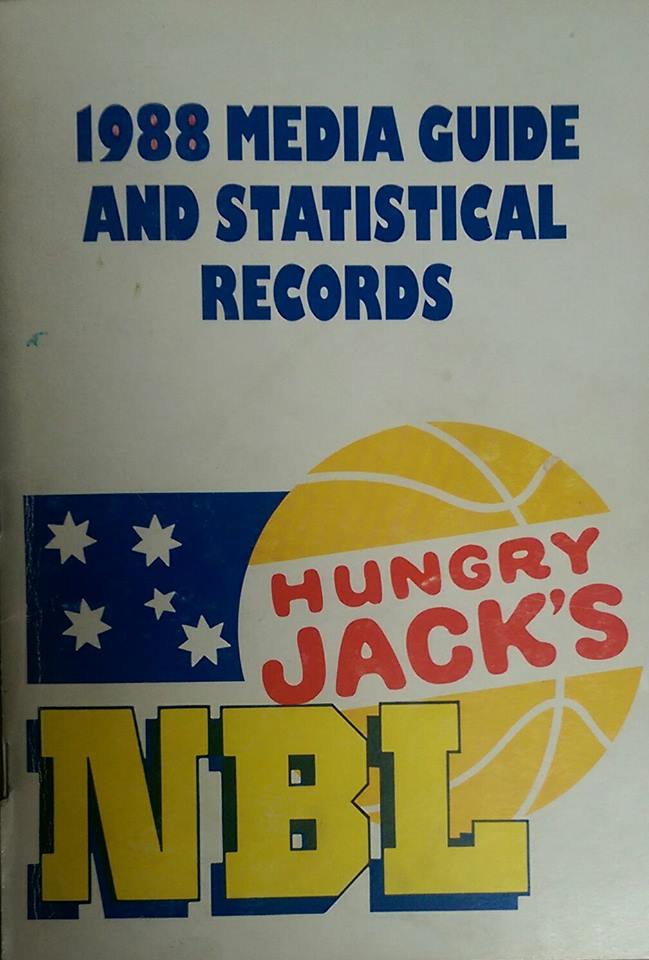 1988 MEDIA GUIDE
AND STATISTICAL
RECORDS
HUNGRY
JACK'S
NBL